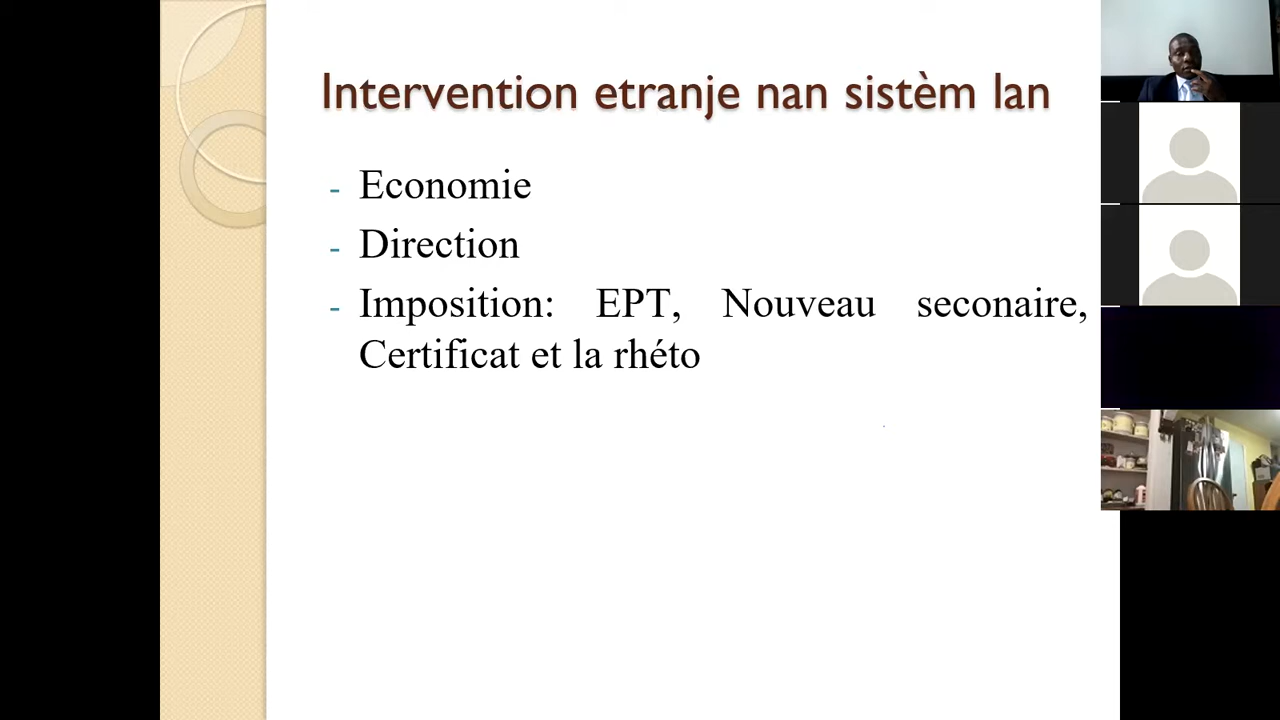 Intervention etranje nan sistèm lan
- Economie
- Direction
- Imposition: EPT, Nouveau seconaire,
Certificat et la rhéto